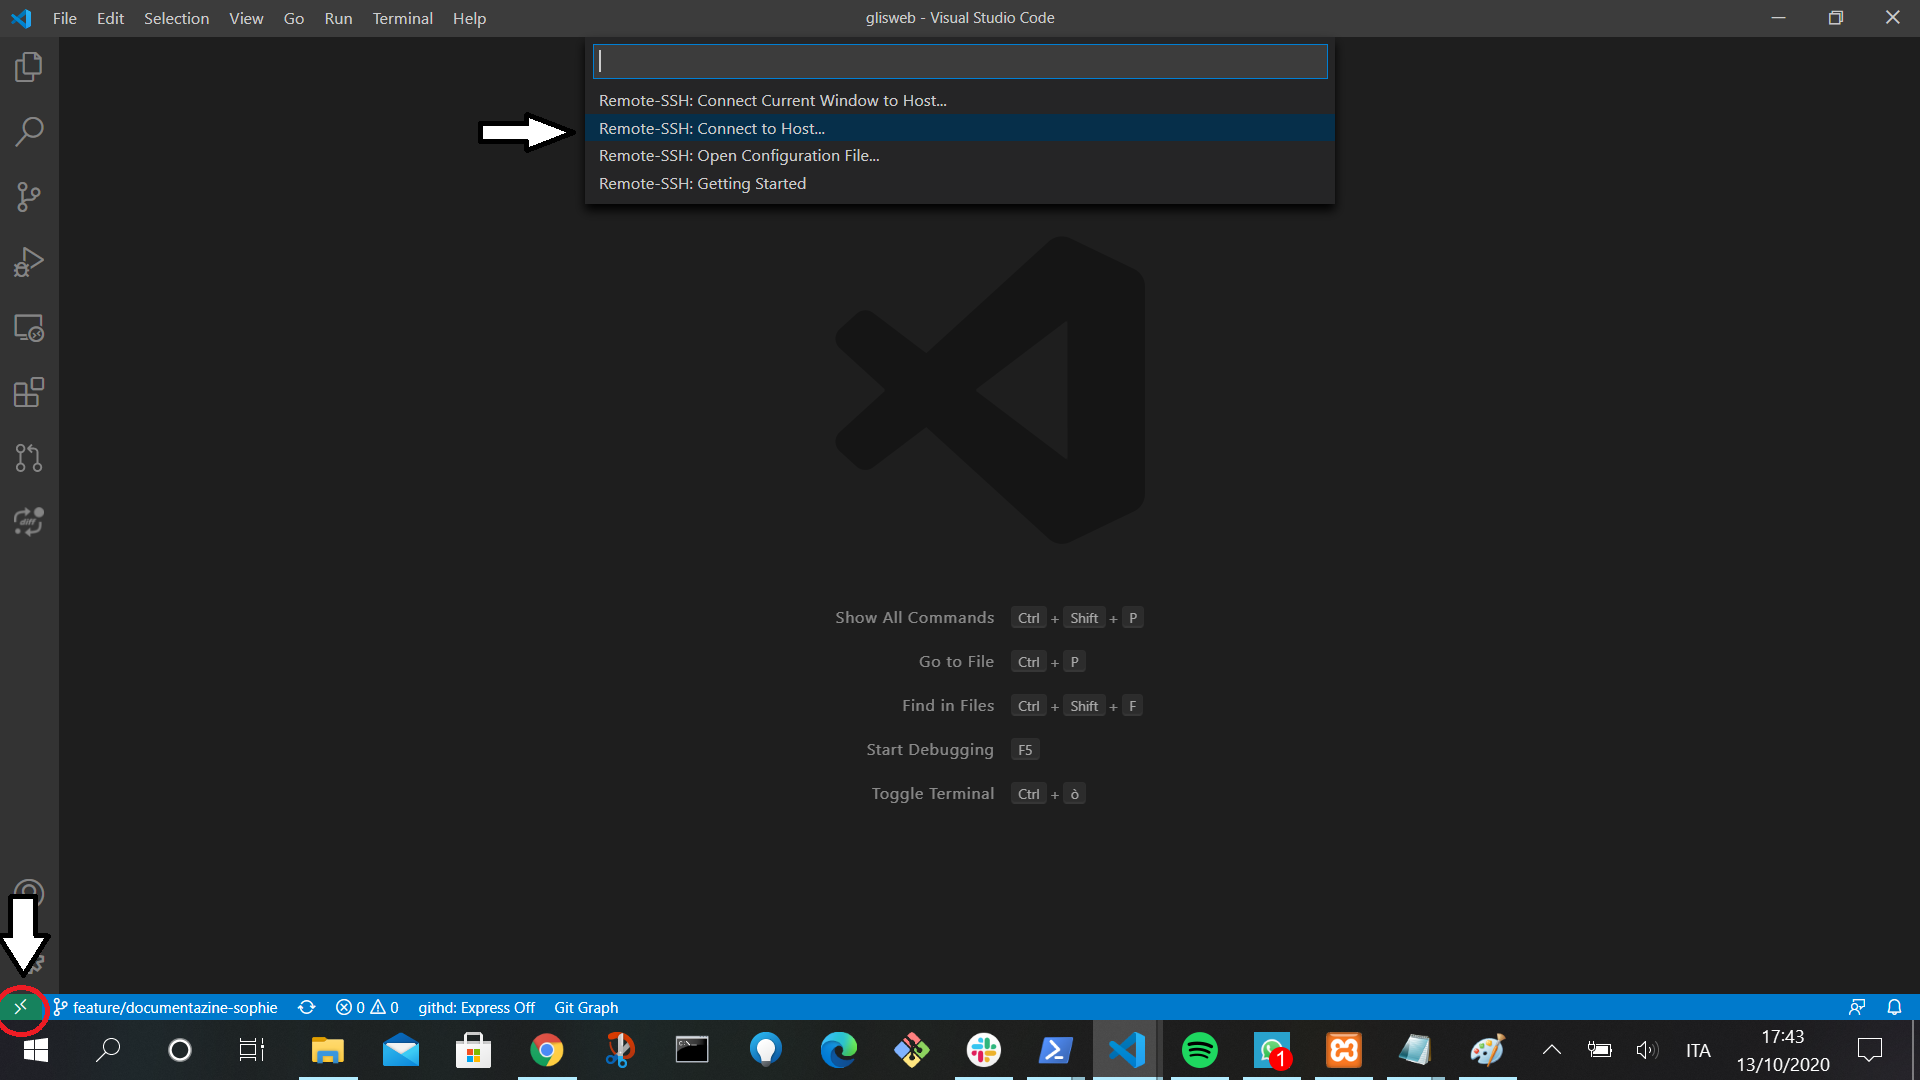 File Edit Selection View Go Run Terminal Help
glisweb - Visual Studio Code
Remote-SSH: Connect Current Window to Host...
Remote-SSH: Connect to Host...
Remote-SSH: Open Configuration File...
Remote-SSH: Getting Started
diff
Show All Commands Ctrl + Shift + P
Go to File Ctrl + P
Find in Files Ctrl + Shift + F
Start Debugging F5
Toggle Terminal Ctrl + ò
feature/documentazine-sophie 0 0 githd: Express Off Git Graph
1
ITA
17:43
13/10/2020